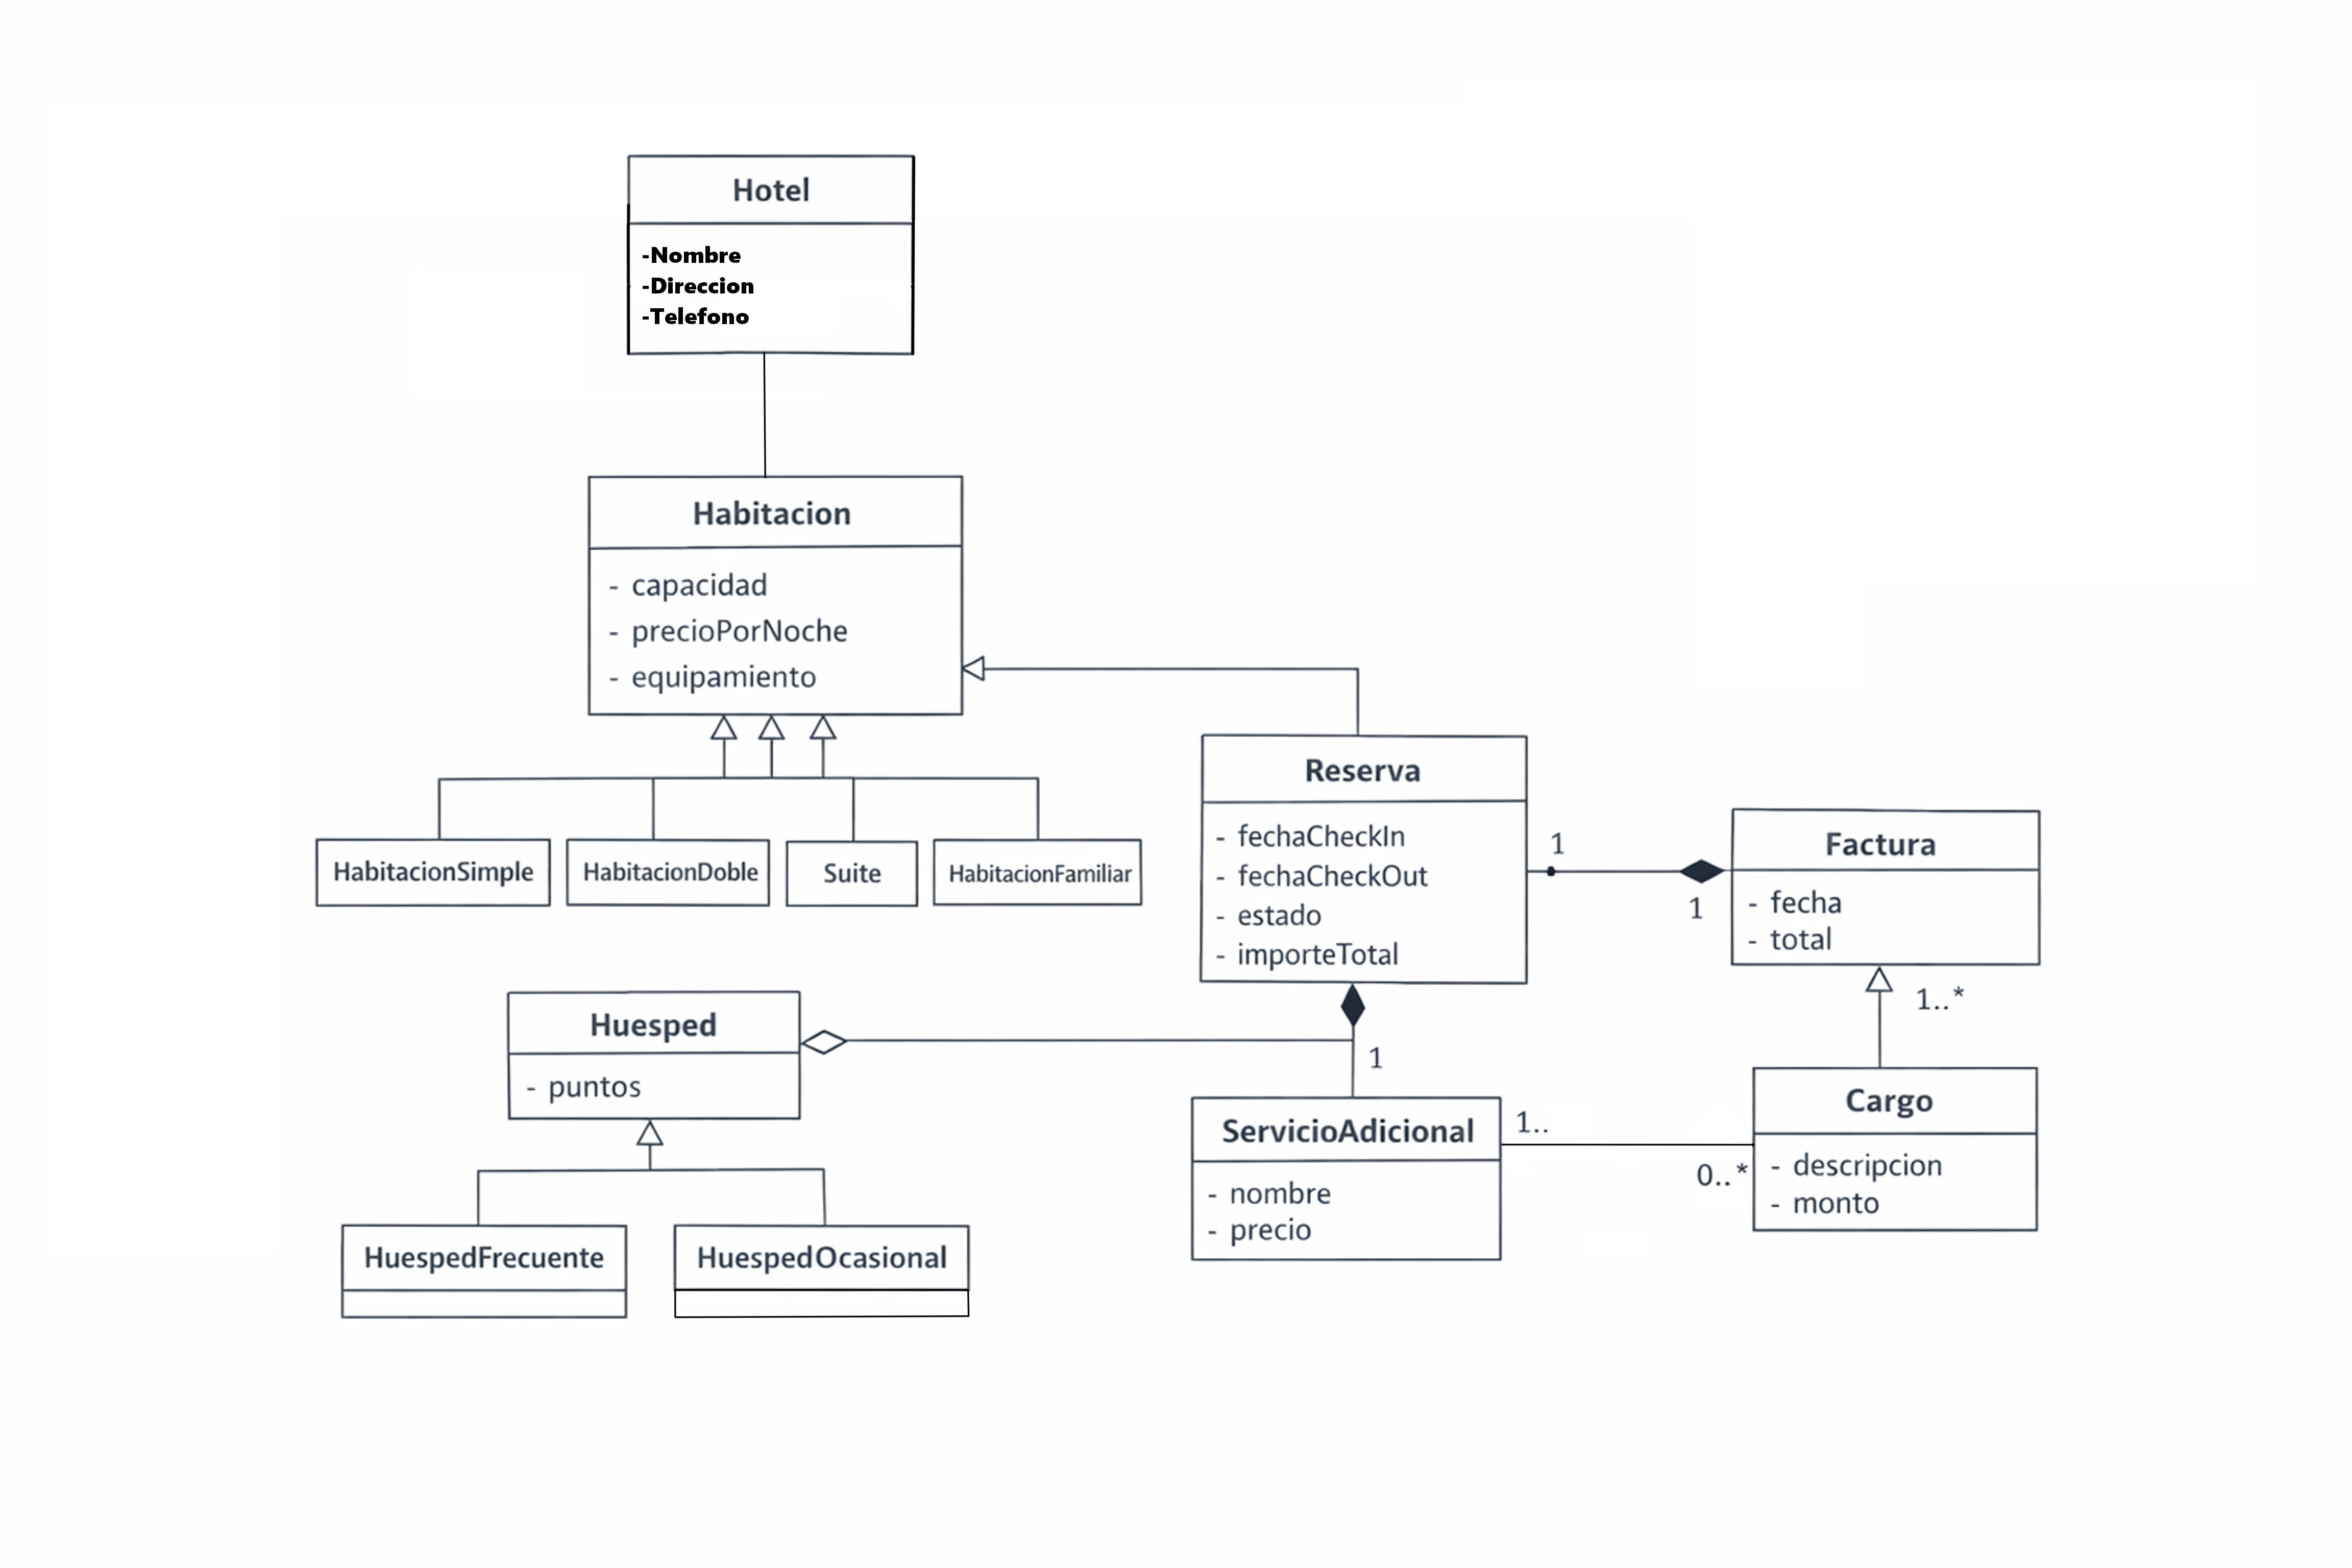 Hotel
-Nombre
-Direccion
-Telefono
Habitacion
- capacidad
- precioPorNoche
- equipamiento
HabitacionSimple
HabitacionDoble
Suite
HabitacionFamiliar
Reserva
- fechaCheckIn
- fechaCheckOut
- estado
- importeTotal
1
1
Factura
- fecha
- total
1..*
Huesped
- puntos
HuespedFrecuente
HuespedOcasional
1
ServicioAdicional
- nombre
- precio
1..
0..*
Cargo
- descripcion
- monto